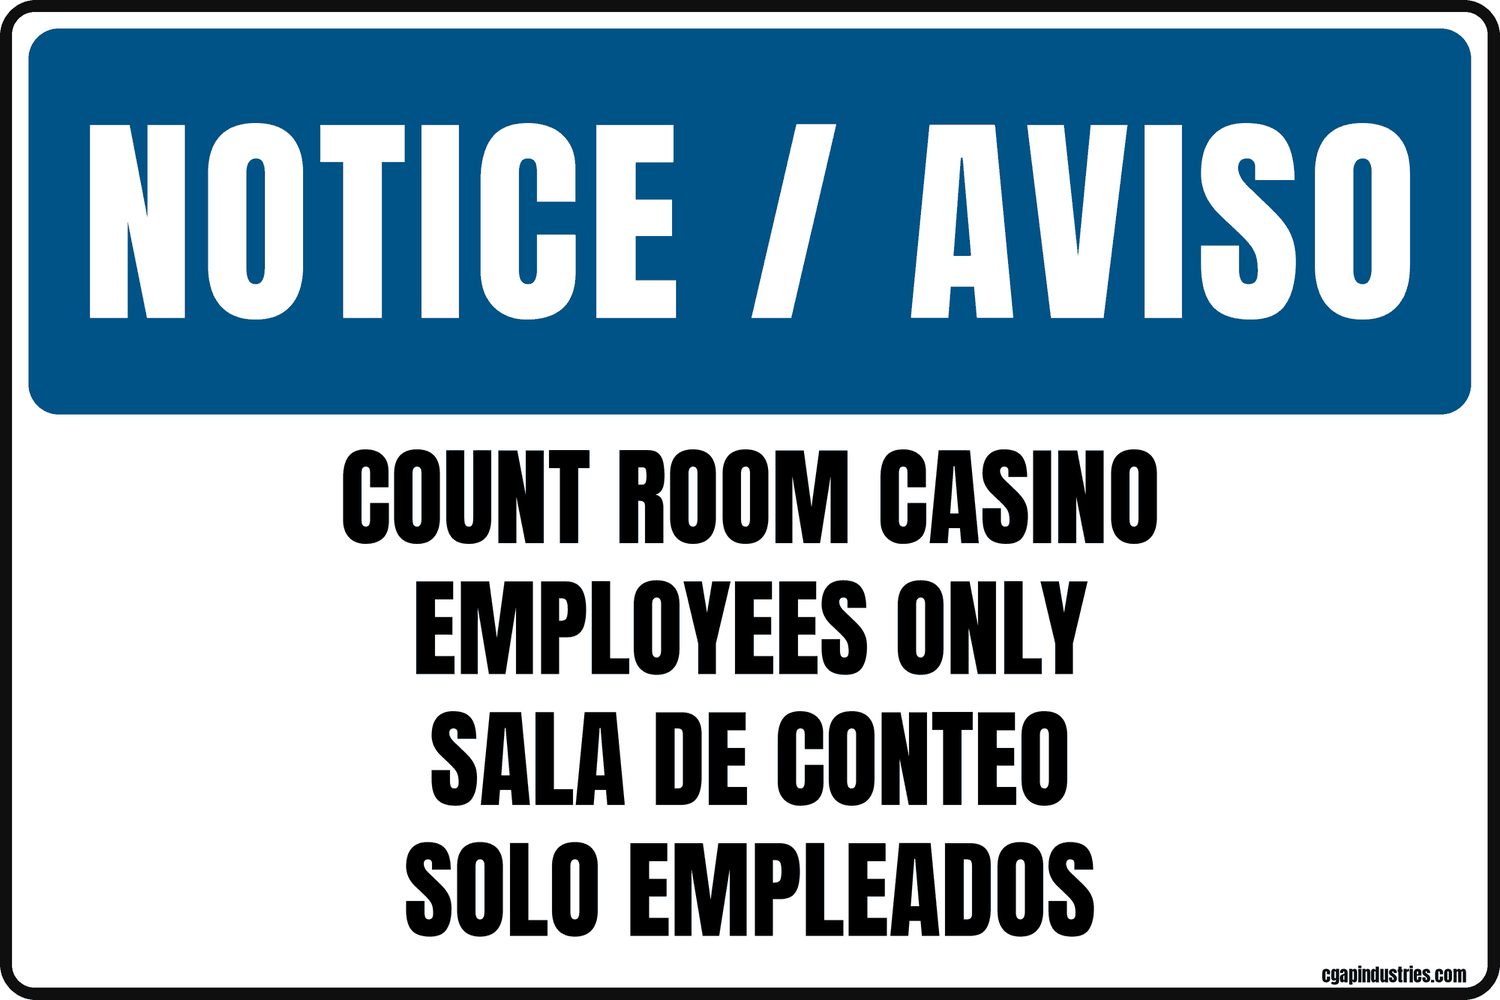 NOTICE / AVISO
COUNT ROOM CASINO
EMPLOYEES ONLY
SALA DE CONTEO
SOLO EMPLEADOS
cgapindustries.com